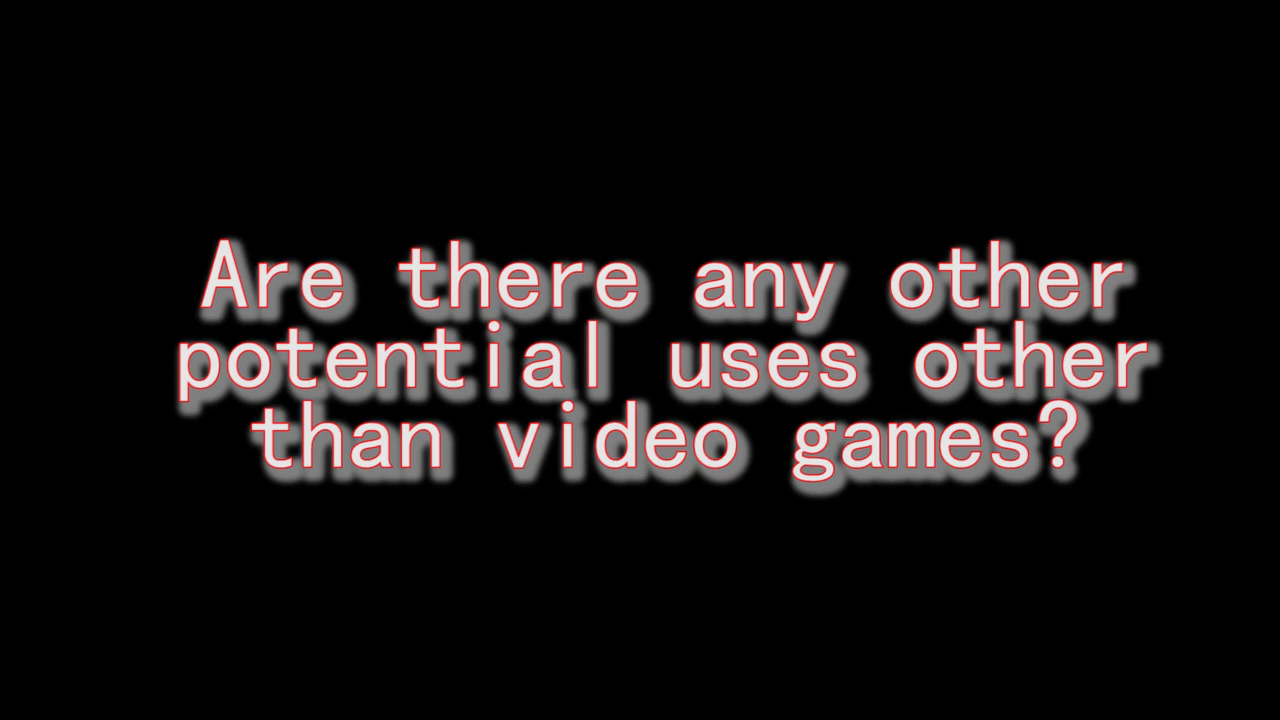 Are there any other
potential uses other
than video games?